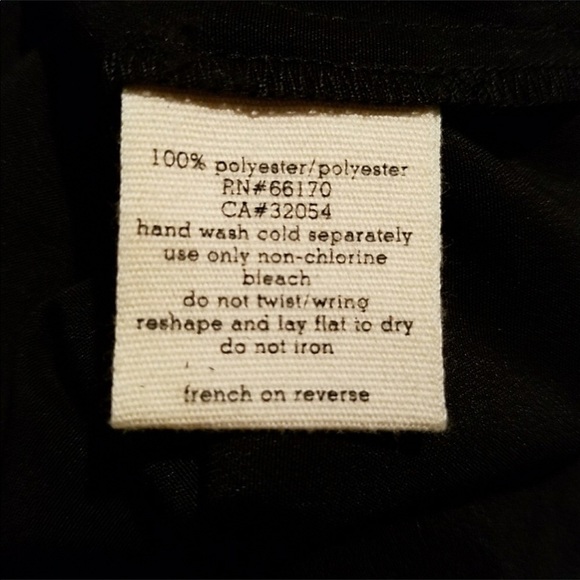 100% polyester/polyester
RN#66170
CA#32054
hand wash cold separately
use only non-chlorine
bleach
do not twist/wring
reshape and lay flat to dry
do not iron
french on reverse